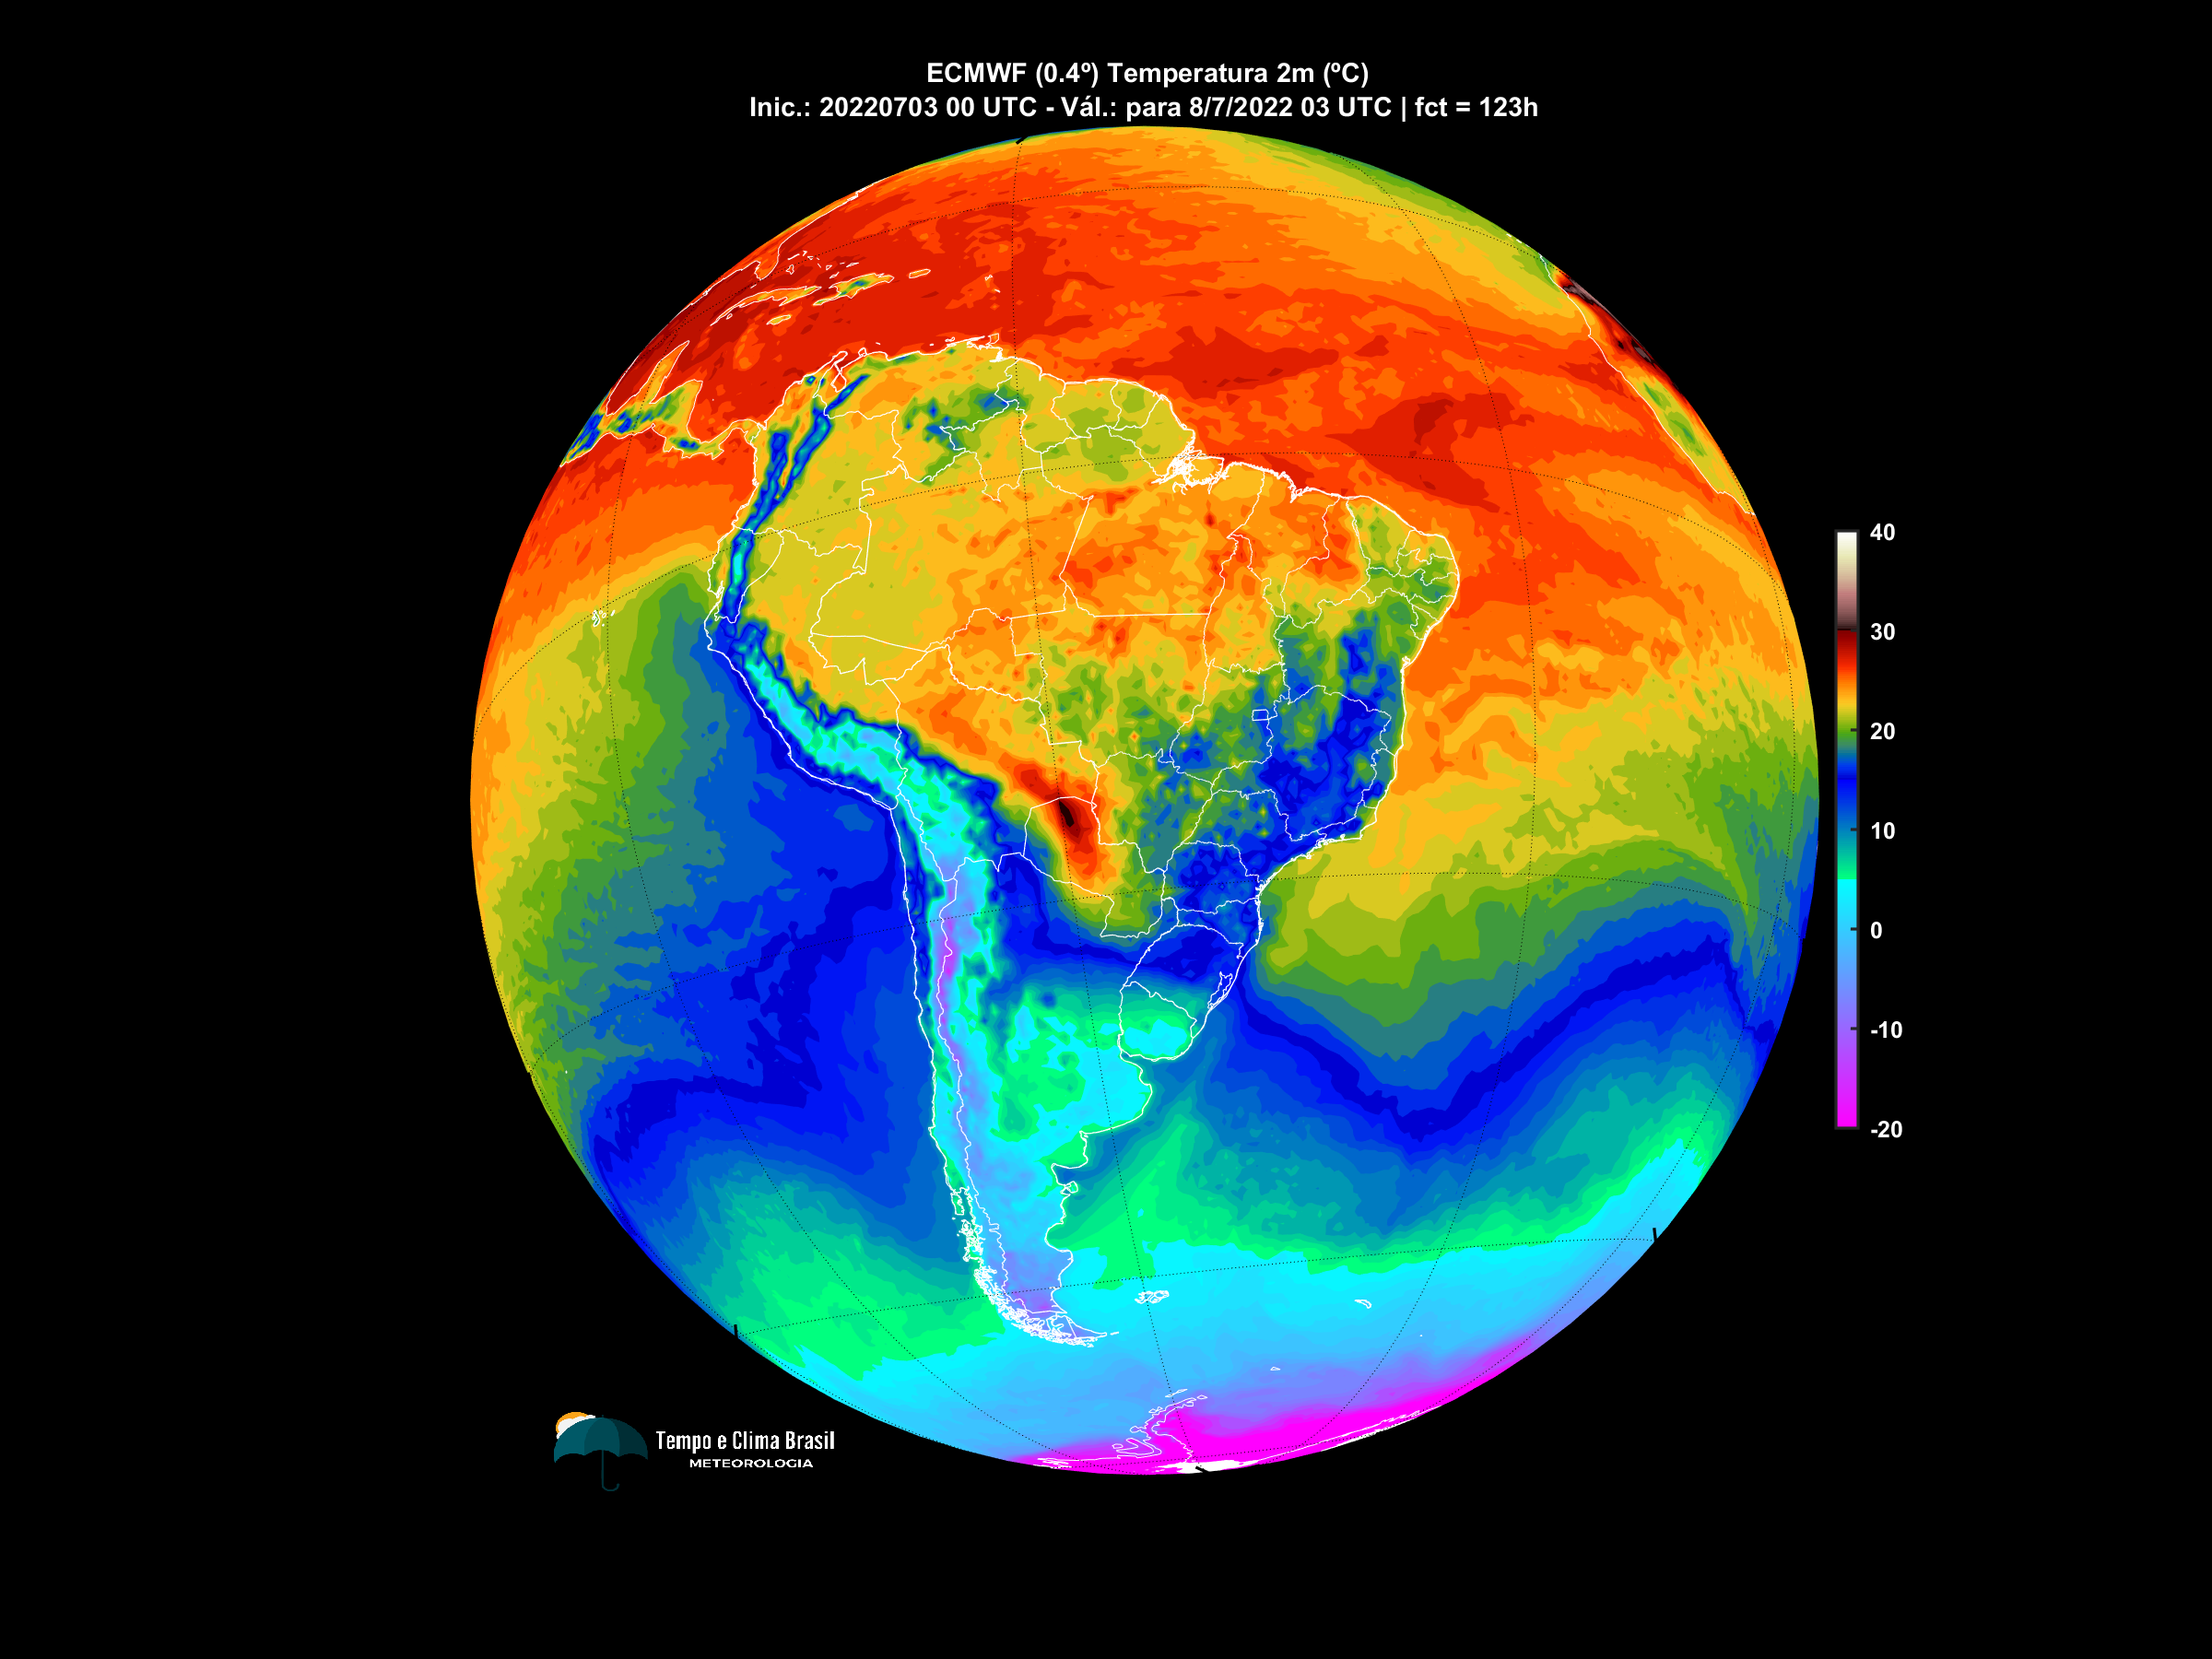 ECMWF (0.4º) Temperatura 2m (ºC)
Inic.: 20220703 00 UTC - Vál.: para 8/7/2022 03 UTC | fct = 123h
40
30
20
10
0
-10
-20
Tempo e Clima Brasil
METEOROLOGIA